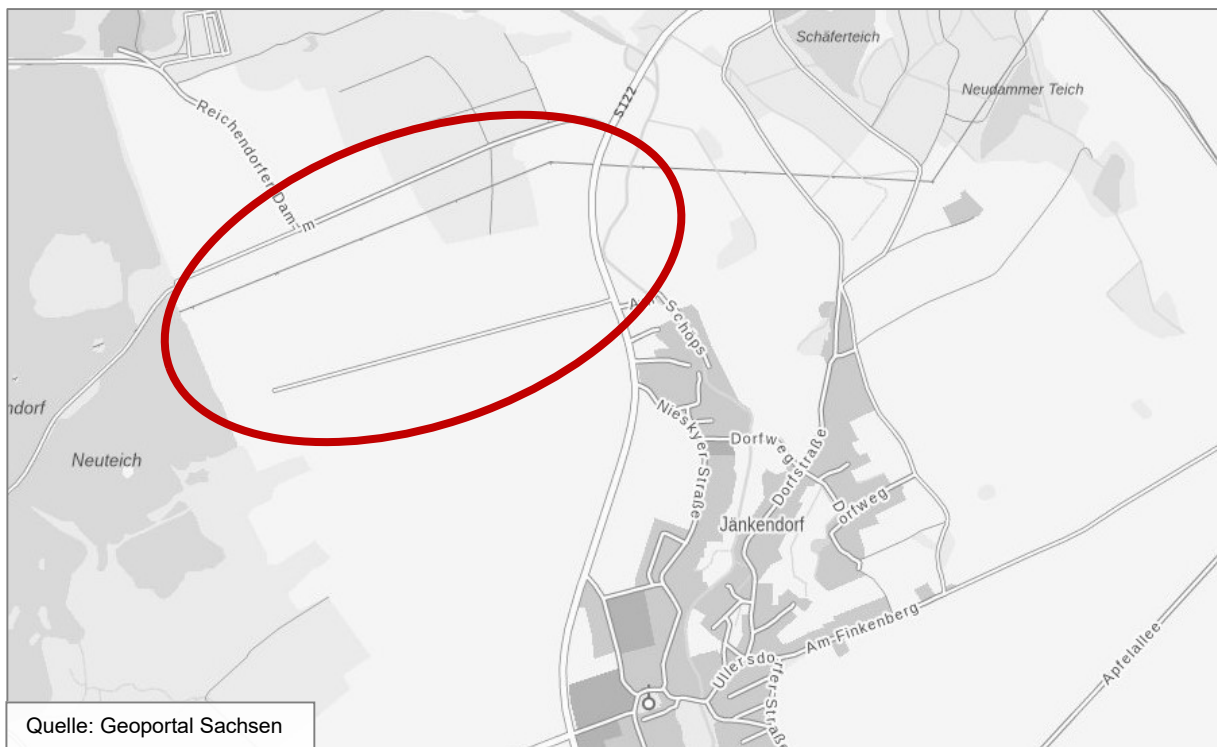 Schäferteich
S122
Neudammer Teich
Reichendorfer Damm
Am Schöps
ndorf
Neuteich
Nieskyer-Straße
Dorfweg
Dorfstraße
Dorfweg
Jänkendorf
Am-Finkenberg
Ullersdorfer-Straße
Apfelallee
Quelle: Geoportal Sachsen